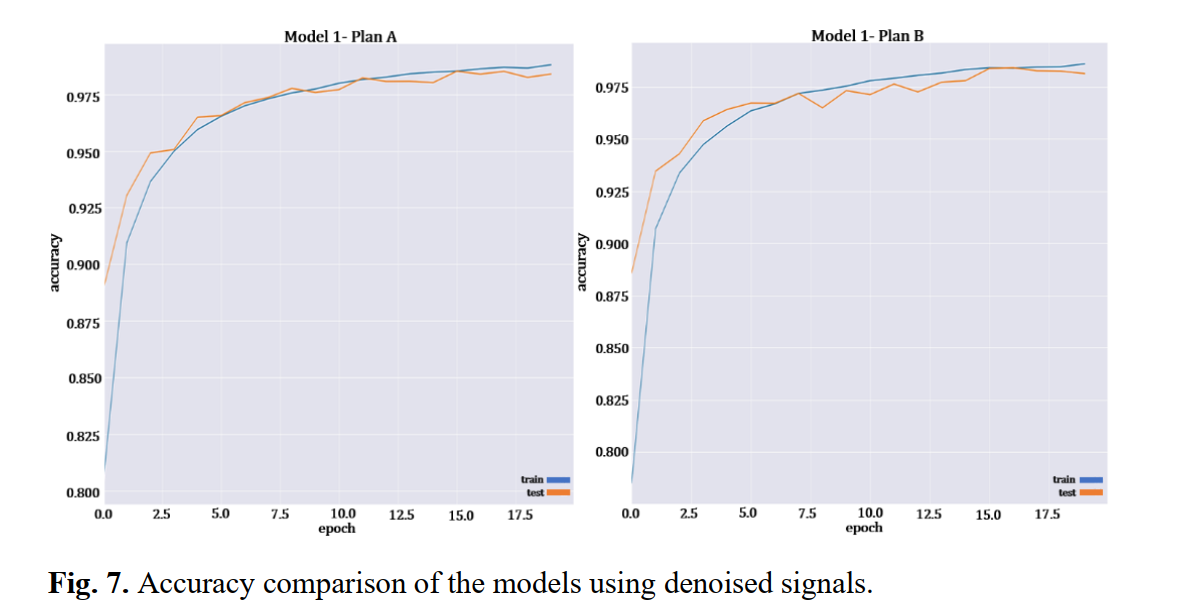 Model 1- Plan A
0.975
0.950
0.925
0.900
0.875
0.850
0.825
0.800
accuracy
0.0 2.5 5.0 7.5 10.0 12.5 15.0 17.5
epoch
train
test
Model 1- Plan B
0.975
0.950
0.925
0.900
0.875
0.850
0.825
0.800
accuracy
0.0 2.5 5.0 7.5 10.0 12.5 15.0 17.5
epoch
train
test
Fig. 7. Accuracy comparison of the models using denoised signals.